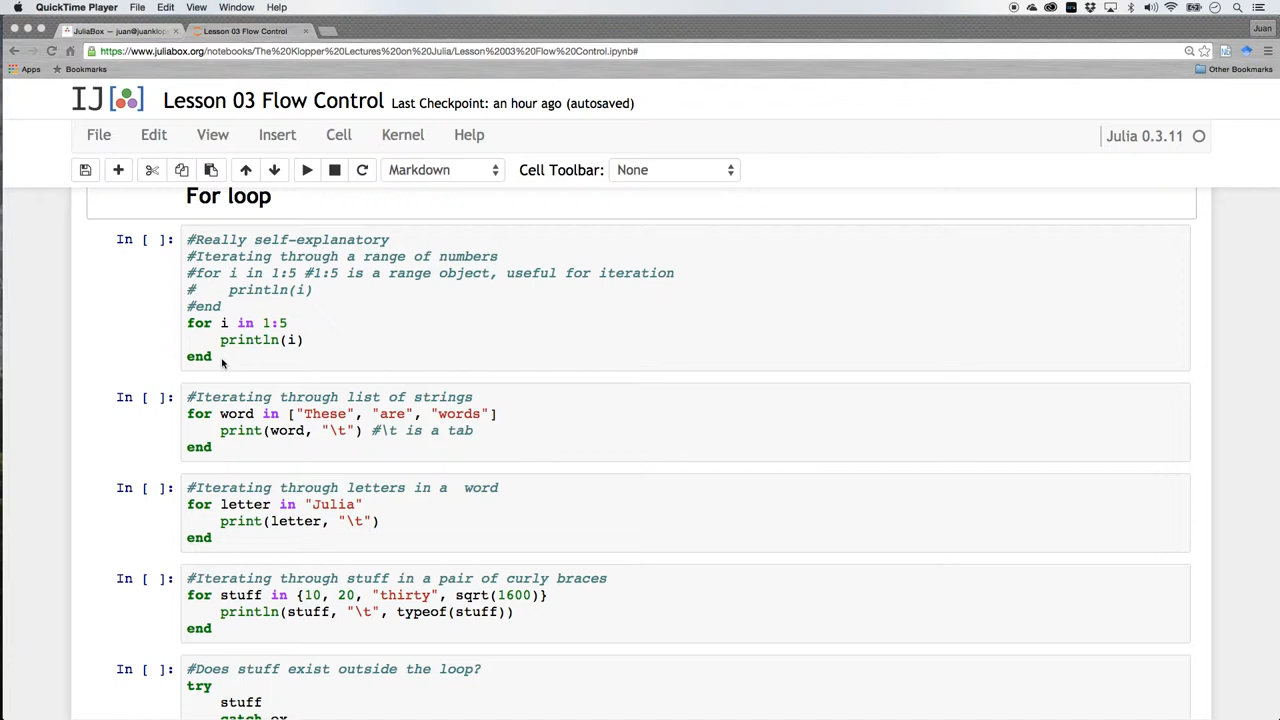 QuickTime Player File Edit View Window Help
JuliaBox — juan@juanklop
Lesson 03 Flow Control
Juan
https://www.juliabox.org/notebooks/The%20Klopper%20Lectures%20on%20Julia/Lesson%2003%20Flow%20Control.ipynb#
Apps Bookmarks Other Bookmarks
IJ[ ] Lesson 03 Flow Control Last Checkpoint: an hour ago (autosaved)
File Edit View Insert Cell Kernel Help Julia 0.3.11
Markdown Cell Toolbar: None
For loop
In [ ]: #Really self-explanatory
#Iterating through a range of numbers
#for i in 1:5 #1:5 is a range object, useful for iteration
#    println(i)
#end
for i in 1:5
    println(i)
end
In [ ]: #Iterating through list of strings
for word in ["These", "are", "words"]
    print(word, "\t") #\t is a tab
end
In [ ]: #Iterating through letters in a  word
for letter in "Julia"
    print(letter, "\t")
end
In [ ]: #Iterating through stuff in a pair of curly braces
for stuff in {10, 20, "thirty", sqrt(1600)}
    println(stuff, "\t", typeof(stuff))
end
In [ ]: #Does stuff exist outside the loop?
try
    stuff
    catch ex